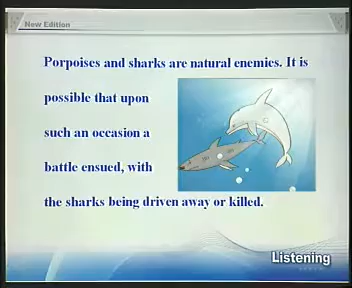 New Edition
Porpoises and sharks are natural enemies. It is
possible that upon
such an occasion a
battle ensued, with
the sharks being driven away or killed.
Listening